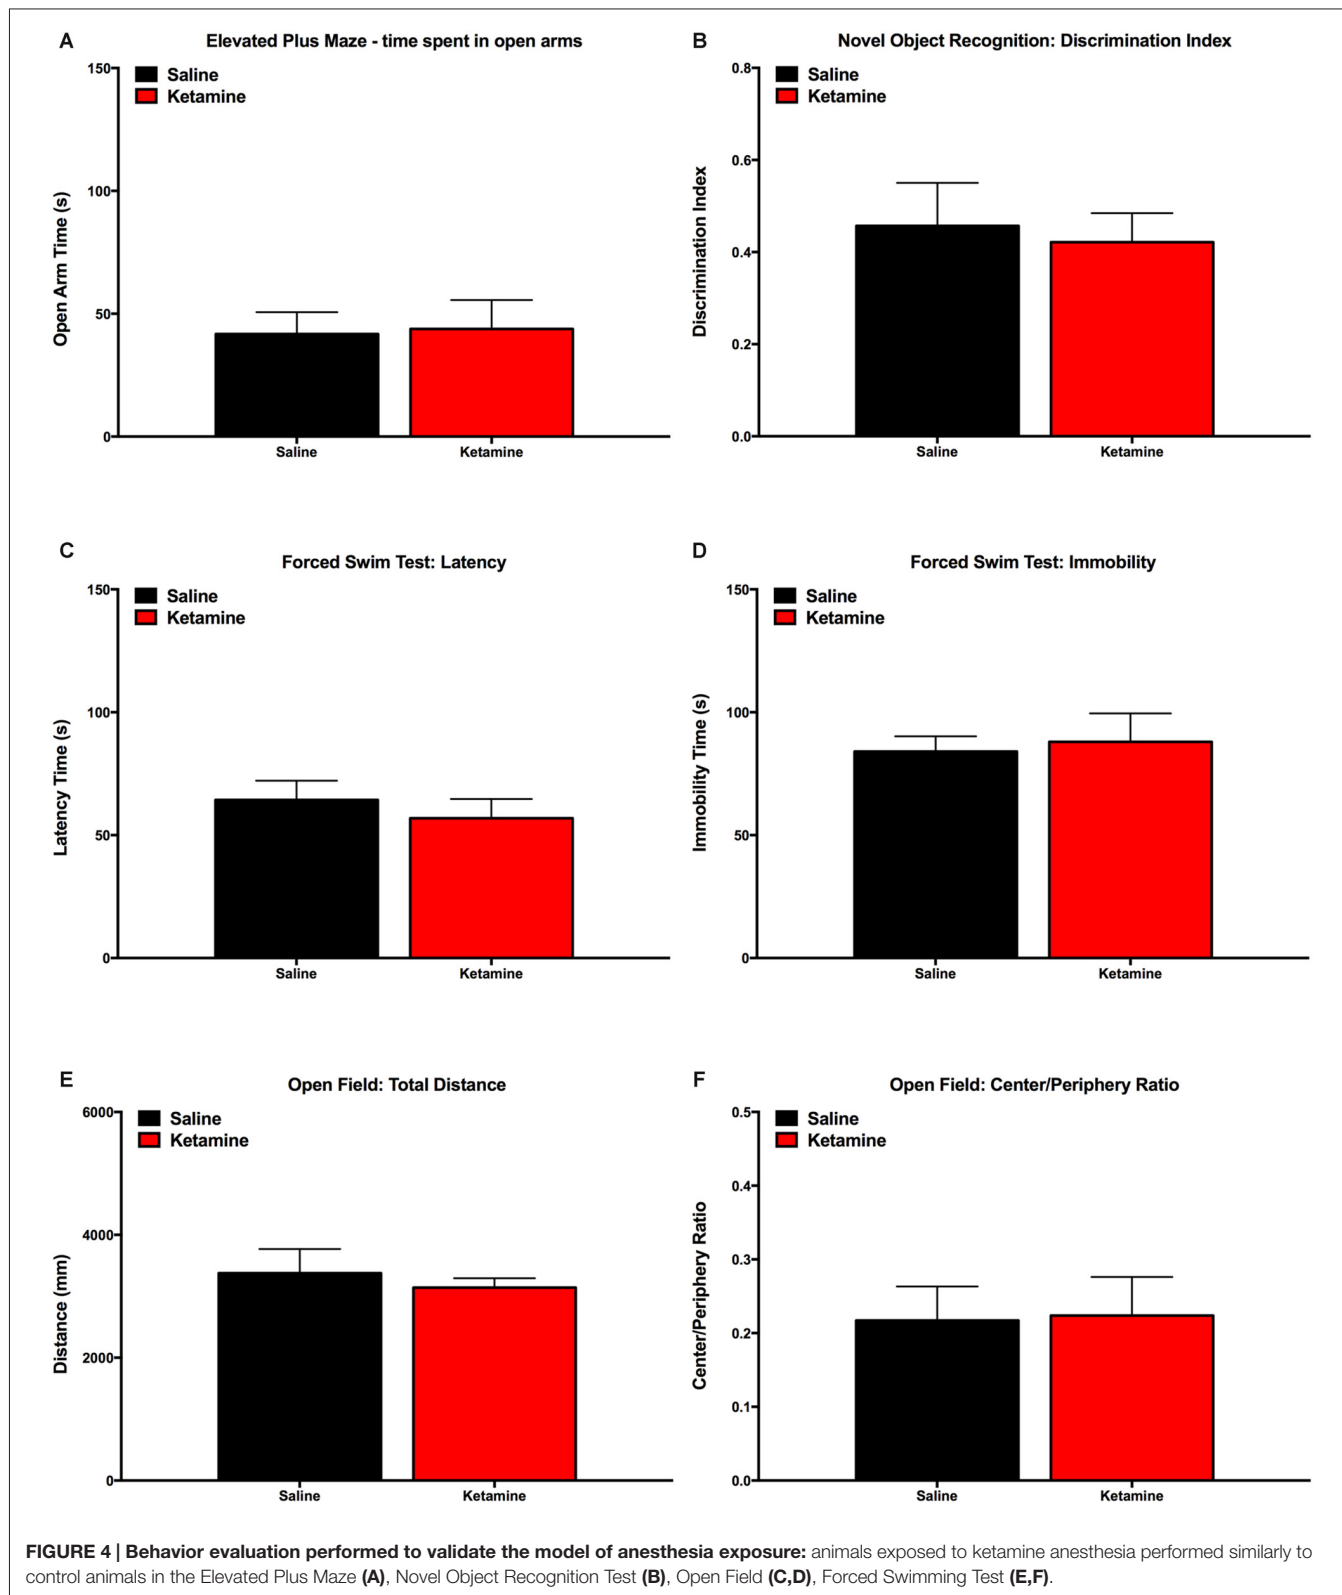 A
Elevated Plus Maze - time spent in open arms
Saline
Ketamine
Open Arm Time (s)
150
100
50
0
Saline
Ketamine
B
Novel Object Recognition: Discrimination Index
Saline
Ketamine
Discrimination Index
0.8
0.6
0.4
0.2
0.0
Saline
Ketamine
C
Forced Swim Test: Latency
Saline
Ketamine
Latency Time (s)
150
100
50
0
Saline
Ketamine
D
Forced Swim Test: Immobility
Saline
Ketamine
Immobility Time (s)
150
100
50
0
Saline
Ketamine
E
Open Field: Total Distance
Saline
Ketamine
Distance (mm)
6000
4000
2000
0
Saline
Ketamine
F
Open Field: Center/Periphery Ratio
Saline
Ketamine
Center/Periphery Ratio
0.5
0.4
0.3
0.2
0.1
0.0
Saline
Ketamine
FIGURE 4 | Behavior evaluation performed to validate the model of anesthesia exposure: animals exposed to ketamine anesthesia performed similarly to
control animals in the Elevated Plus Maze (A), Novel Object Recognition Test (B), Open Field (C,D), Forced Swimming Test (E,F).